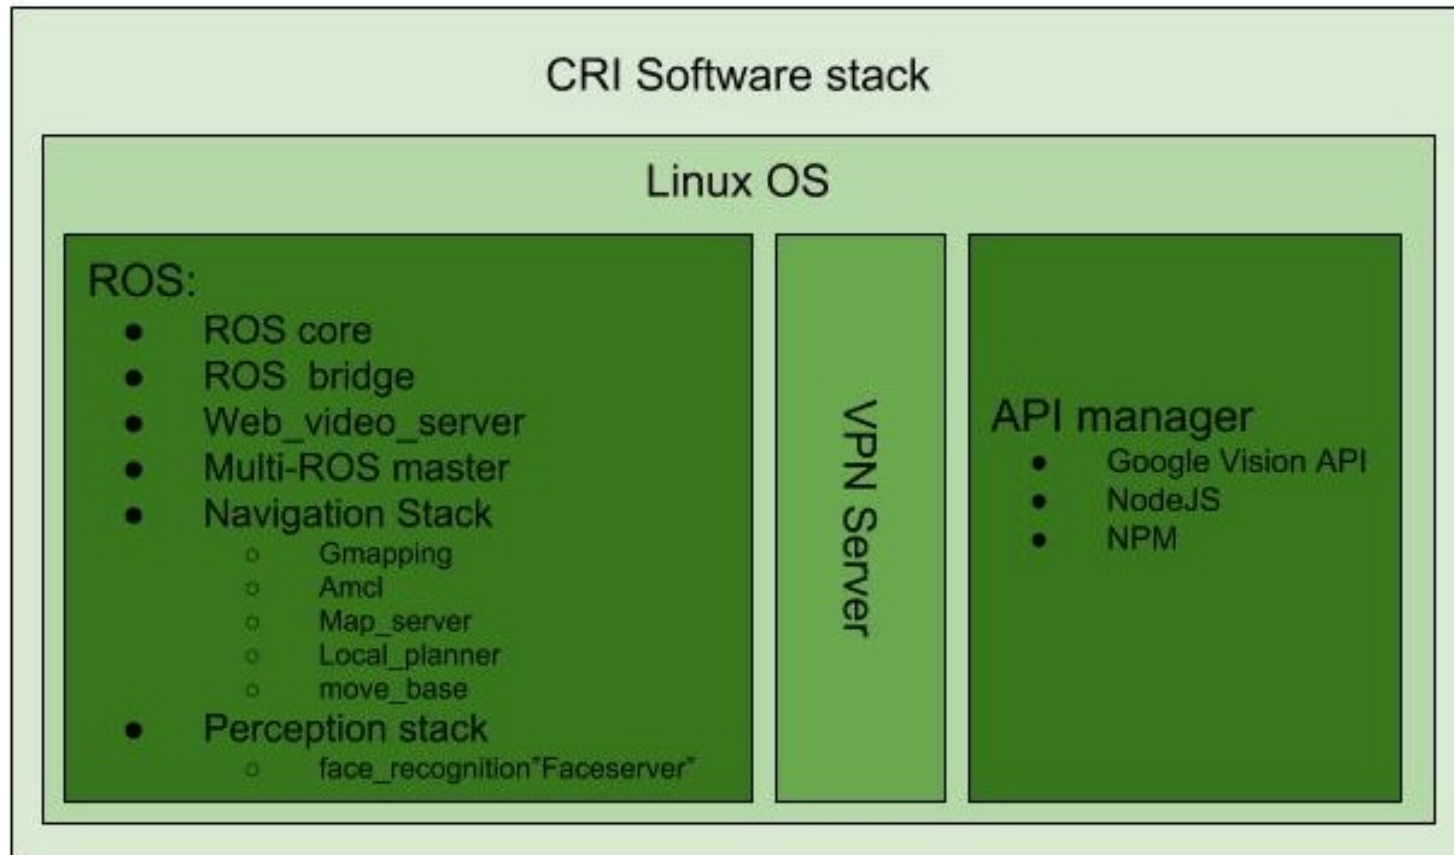 CRI Software stack
Linux OS
ROS:
● ROS core
● ROS bridge
● Web_video_server
● Multi-ROS master
● Navigation Stack
○ Gmapping
○ Amcl
○ Map_server
○ Local_planner
○ move_base
● Perception stack
○ face_recognition"Faceserver"
VPN Server
API manager
● Google Vision API
● NodeJS
● NPM